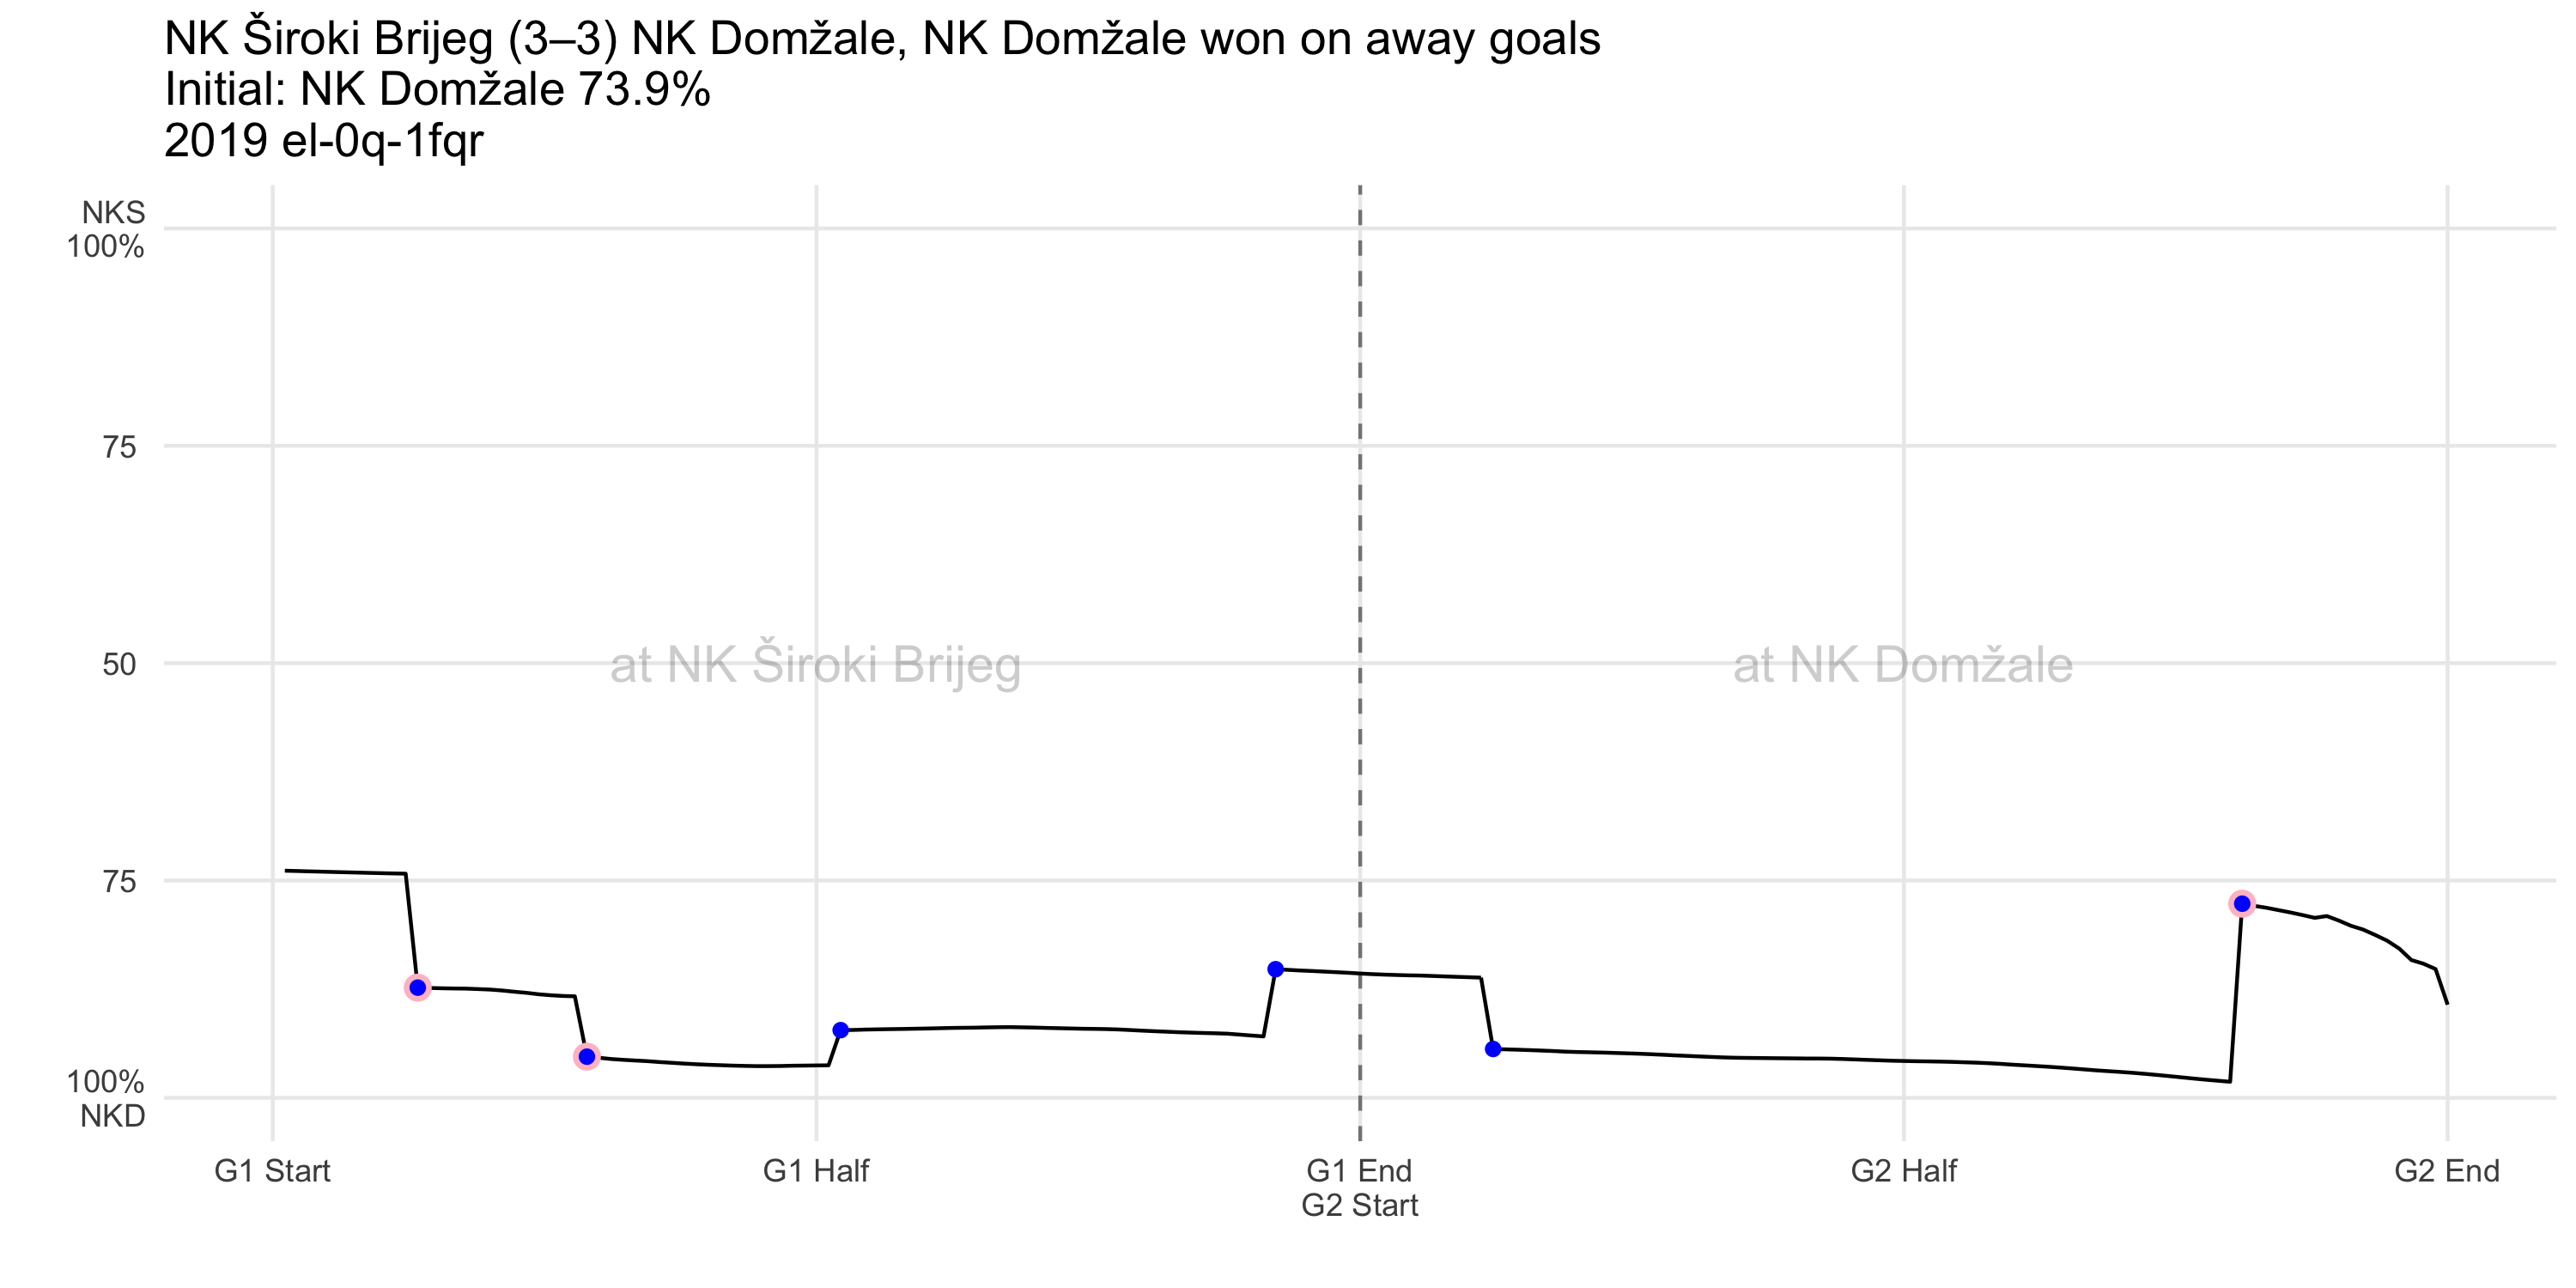 NK Široki Brijeg (3–3) NK Domžale, NK Domžale won on away goals
Initial: NK Domžale 73.9%
2019 el-0q-1fqr
NKS
100%
75
50
75
100%
NKD
at NK Široki Brijeg
at NK Domžale
G1 Start
G1 Half
G1 End
G2 Start
G2 Half
G2 End